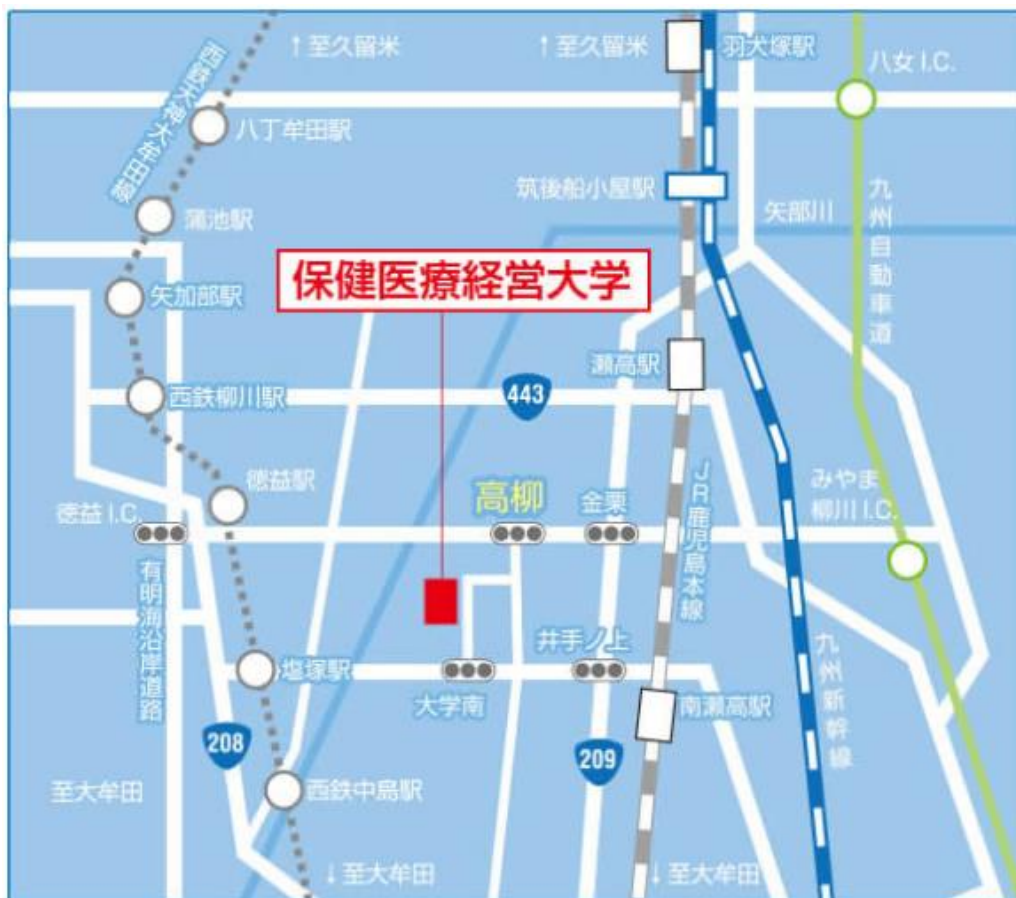 ↑至久留米
↑至久留米
羽犬塚駅
八女 I.C.
西鉄天神大牟田線
八丁牟田駅
筑後船小屋駅
九州自動車道
蒲池駅
矢部川
保健医療経営大学
矢加部駅
瀬高駅
西鉄柳川駅
443
徳益駅
高柳
金栗
JR鹿児島本線
みやま
柳川 I.C.
徳益 I.C.
有明海沿岸道路
井手ノ上
塩塚駅
大学南
南瀬高駅
九州新幹線
208
209
至大牟田
西鉄中島駅
↓至大牟田
↓至大牟田